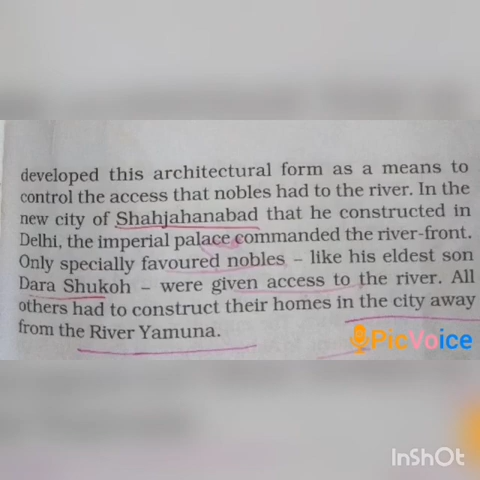 developed this architectural form as a means to
control the access that nobles had to the river. In the
new city of Shahjahanabad that he constructed in
Delhi, the imperial palace commanded the river-front.
Only specially favoured nobles – like his eldest son
Dara Shukoh – were given access to the river. All
others had to construct their homes in the city away
from the River Yamuna.
PicVoice
InShOt